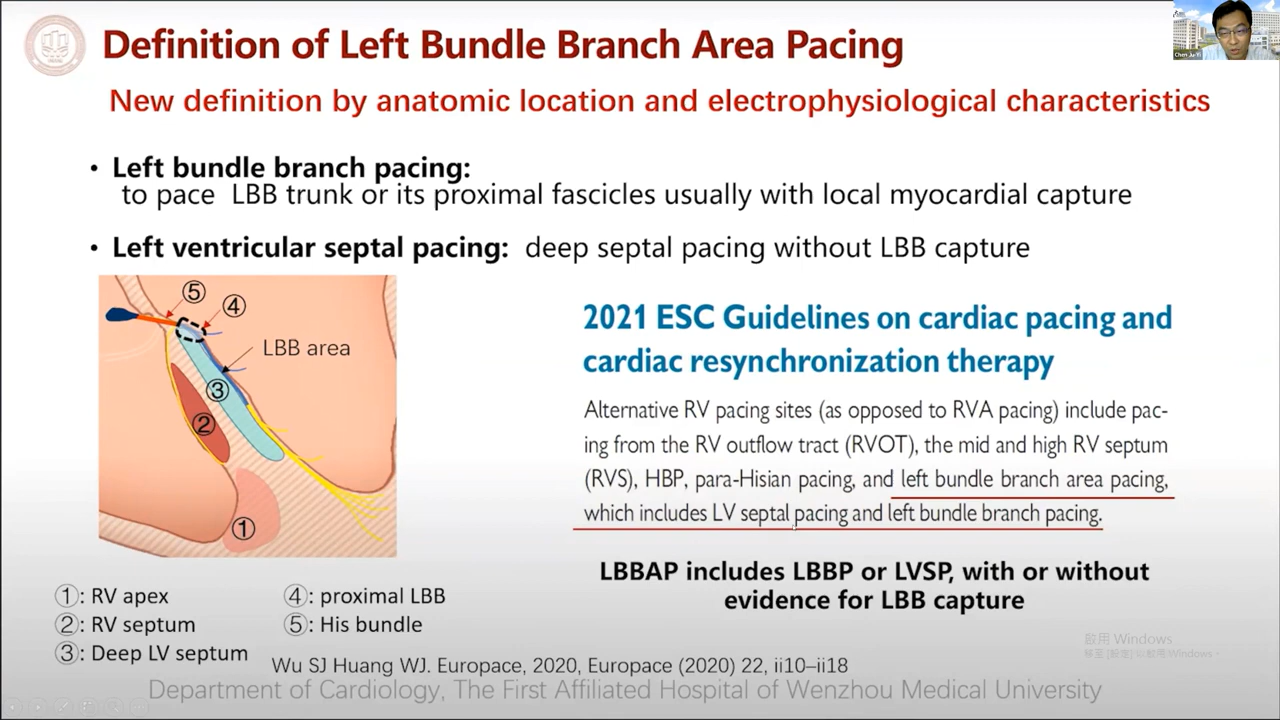 Definition of Left Bundle Branch Area Pacing
New definition by anatomic location and electrophysiological characteristics
• Left bundle branch pacing:
to pace LBB trunk or its proximal fascicles usually with local myocardial capture
• Left ventricular septal pacing: deep septal pacing without LBB capture
⑤
④
LBB area
③
②
①
2021 ESC Guidelines on cardiac pacing and
cardiac resynchronization therapy
Alternative RV pacing sites (as opposed to RVA pacing) include pac-
ing from the RV outflow tract (RVOT), the mid and high RV septum
(RVS), HBP, para-Hisian pacing, and left bundle branch area pacing,
which includes LV septal pacing and left bundle branch pacing.
LBBAP includes LBBP or LVSP, with or without
evidence for LBB capture
①: RV apex
②: RV septum
③: Deep LV septum
④: proximal LBB
⑤: His bundle
Wu SJ Huang WJ. Europace, 2020, Europace (2020) 22, ii10–ii18
Department of Cardiology, The First Affiliated Hospital of Wenzhou Medical University
啟用 Windows